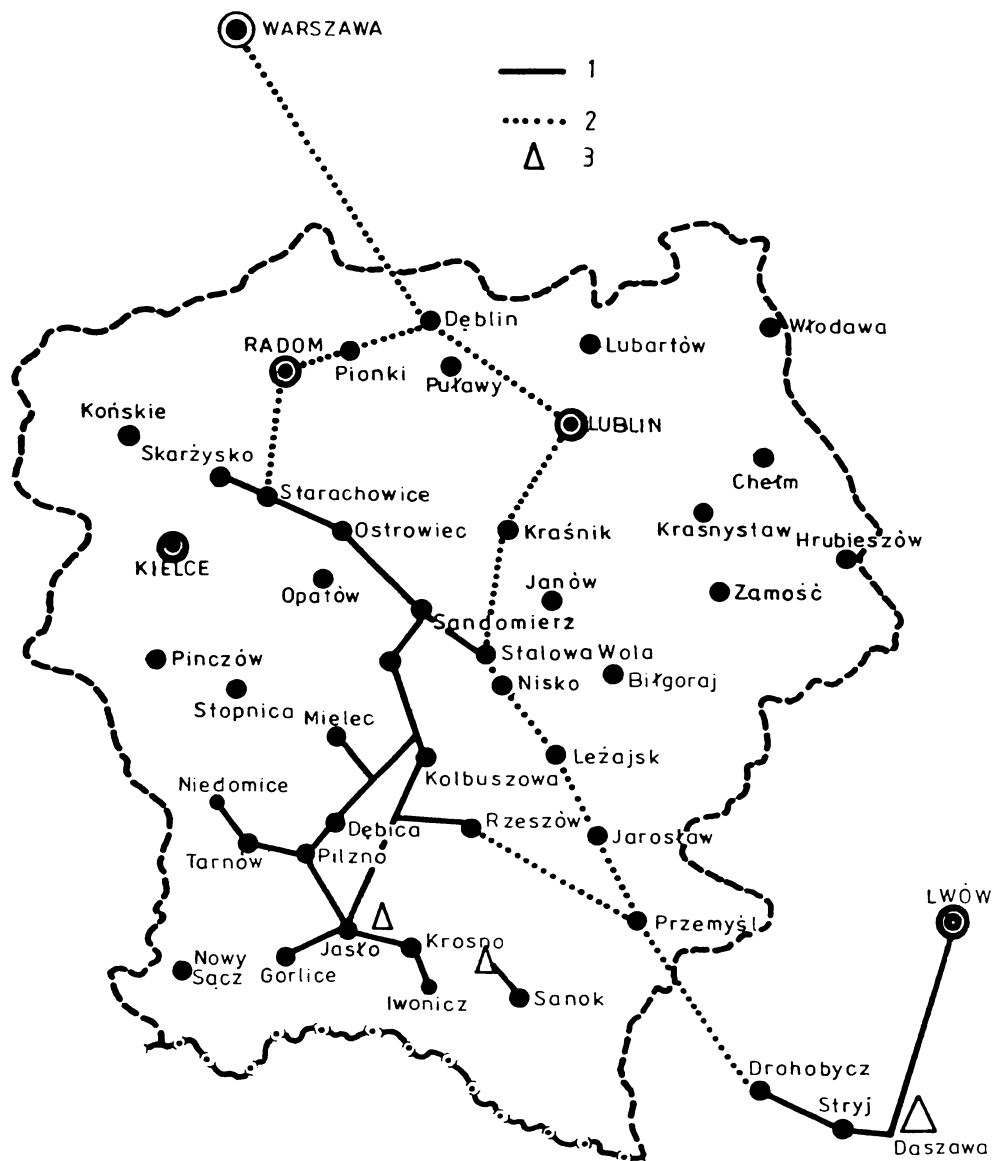 WARSZAWA
1
2
3
Dęblin
Włodawa
RADOM
Lubartów
Pionki
Puławy
Końskie
LUBLIN
Skarżysko
Chełm
Starachowice
Ostrowiec
Kraśnik
Krasnystaw
Hrubieszów
KIELCE
Opatów
Janów
Zamość
Sandomierz
Stalowa Wola
Pinczów
Nisko
Biłgoraj
Stopnica
Mielec
Leżajsk
Kolbuszowa
Niedomice
Rzeszów
Dębica
Jarosław
Tarnów
Pilzno
LWÓW
Przemyśl
Jasło
Krosno
Nowy
Sącz
Gorlice
Iwonicz
Sanok
Drohobycz
Stryj
Daszawa